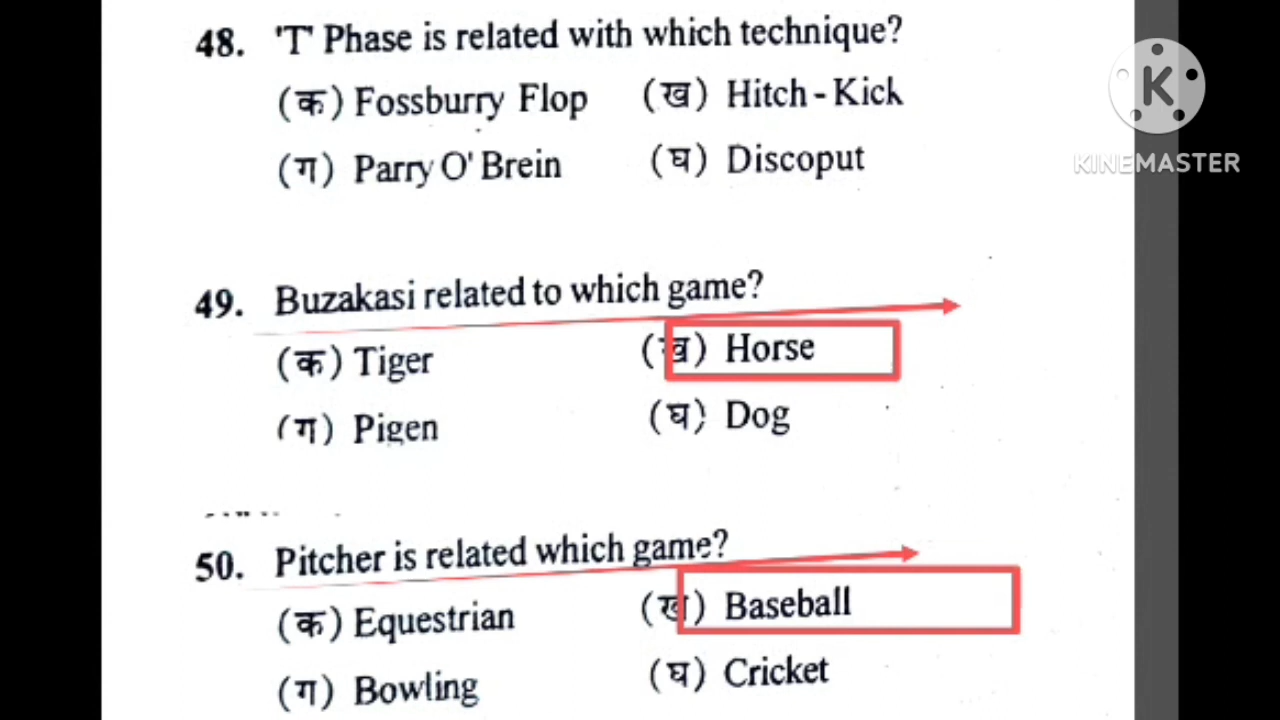 48. 'T' Phase is related with which technique?
(क) Fossburry Flop (ख) Hitch - Kick
(ग) Parry O' Brein (घ) Discoput
K
KINEMASTER
49. Buzakasi related to which game?
(क) Tiger (ख) Horse
(ग) Pigen (घ) Dog
50. Pitcher is related which game?
(क) Equestrian (ख) Baseball
(ग) Bowling (घ) Cricket